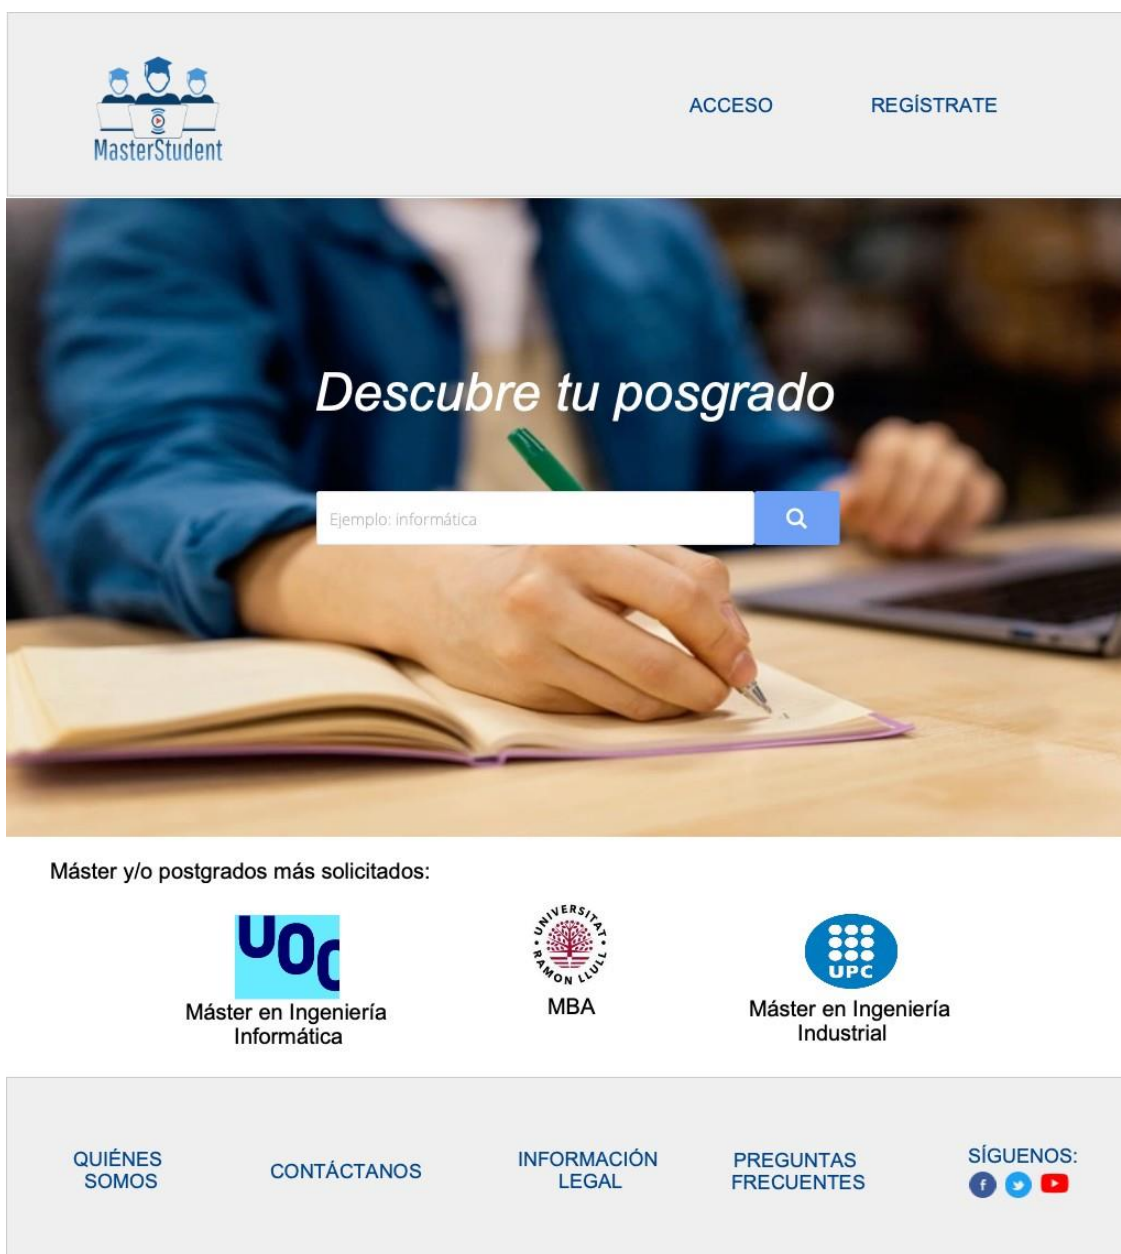 MasterStudent
ACCESO
REGÍSTRATE
Descubre tu posgrado
Ejemplo: informática
Máster y/o postgrados más solicitados:
UOC
Máster en Ingeniería
Informática
UNIVERSITAT
RAMON LLULL
MBA
UPC
Máster en Ingeniería
Industrial
QUIÉNES
SOMOS
CONTÁCTANOS
INFORMACIÓN
LEGAL
PREGUNTAS
FRECUENTES
SÍGUENOS: